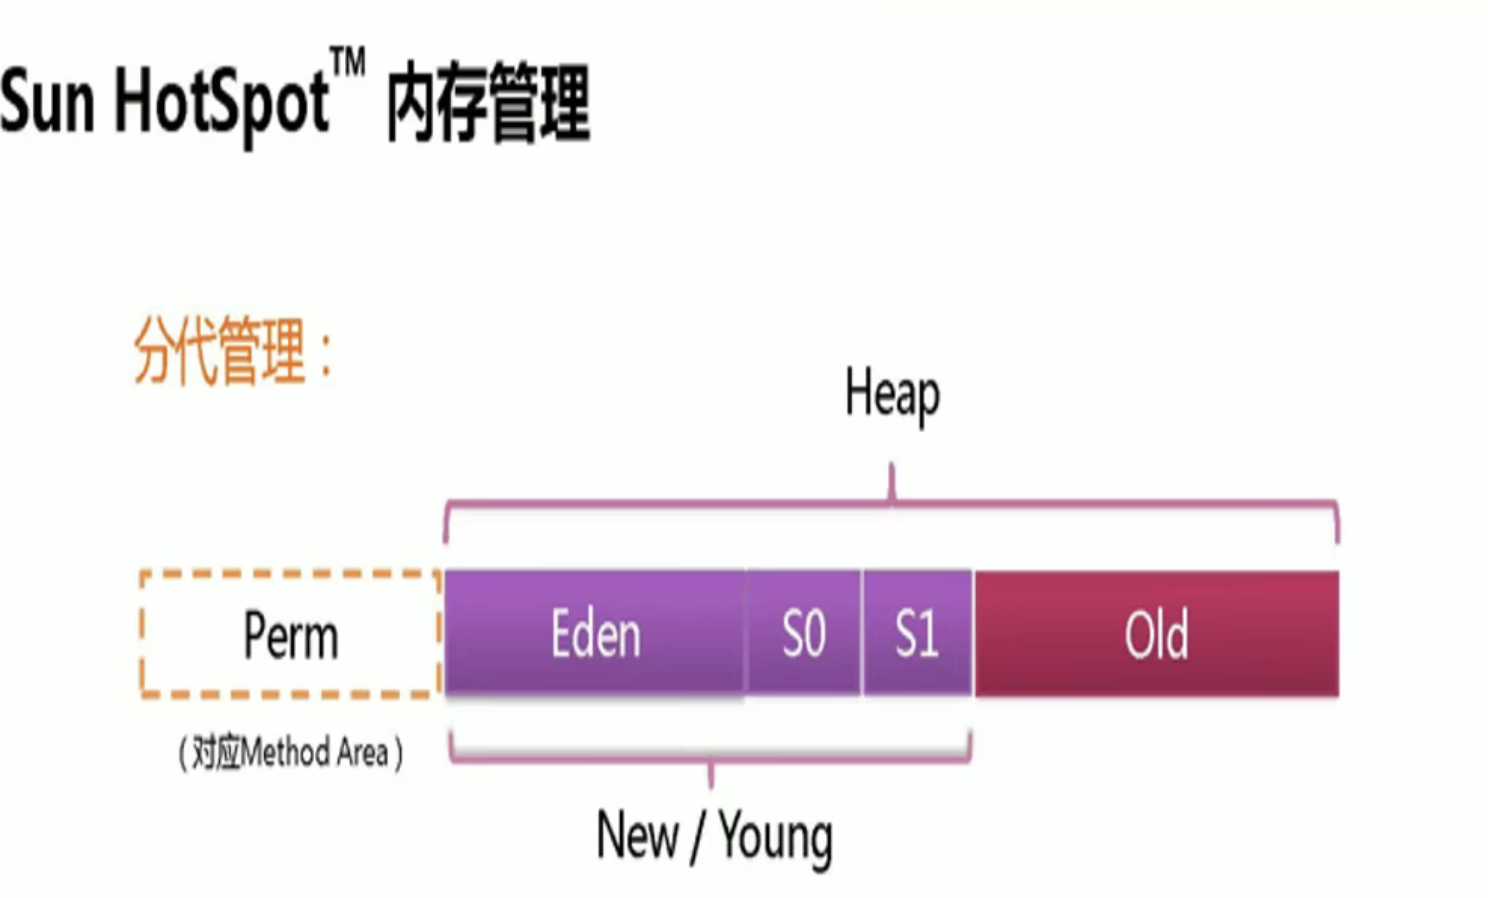 Sun HotSpot™ 内存管理
分代管理：
Heap
Perm
Eden
S0
S1
Old
（对应Method Area）
New / Young